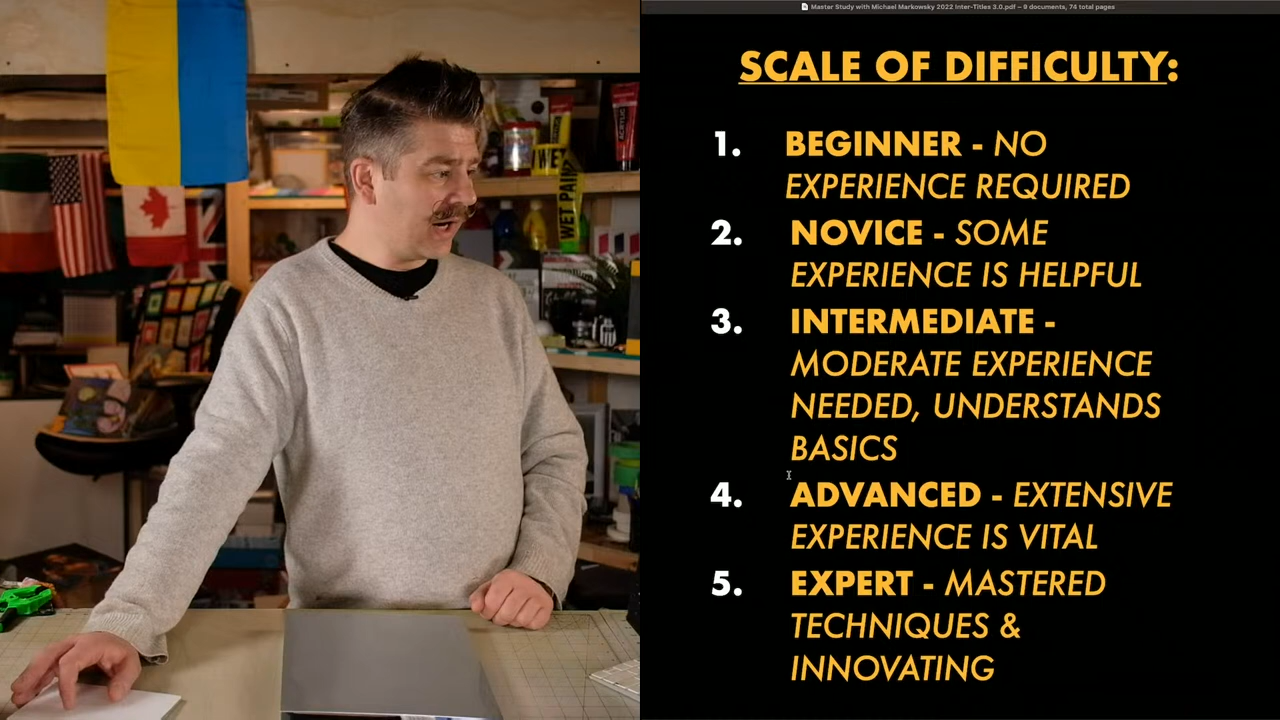 Master Study with Michael Markowsky 2022 Inter-Titles 3.0.pdf – 9 documents, 74 total pages
SCALE OF DIFFICULTY:
1. BEGINNER - NO
EXPERIENCE REQUIRED
2. NOVICE - SOME
EXPERIENCE IS HELPFUL
3. INTERMEDIATE -
MODERATE EXPERIENCE
NEEDED, UNDERSTANDS
BASICS
4. ADVANCED - EXTENSIVE
EXPERIENCE IS VITAL
5. EXPERT - MASTERED
TECHNIQUES &
INNOVATING
ACRYLIC
WET
WET PAINT